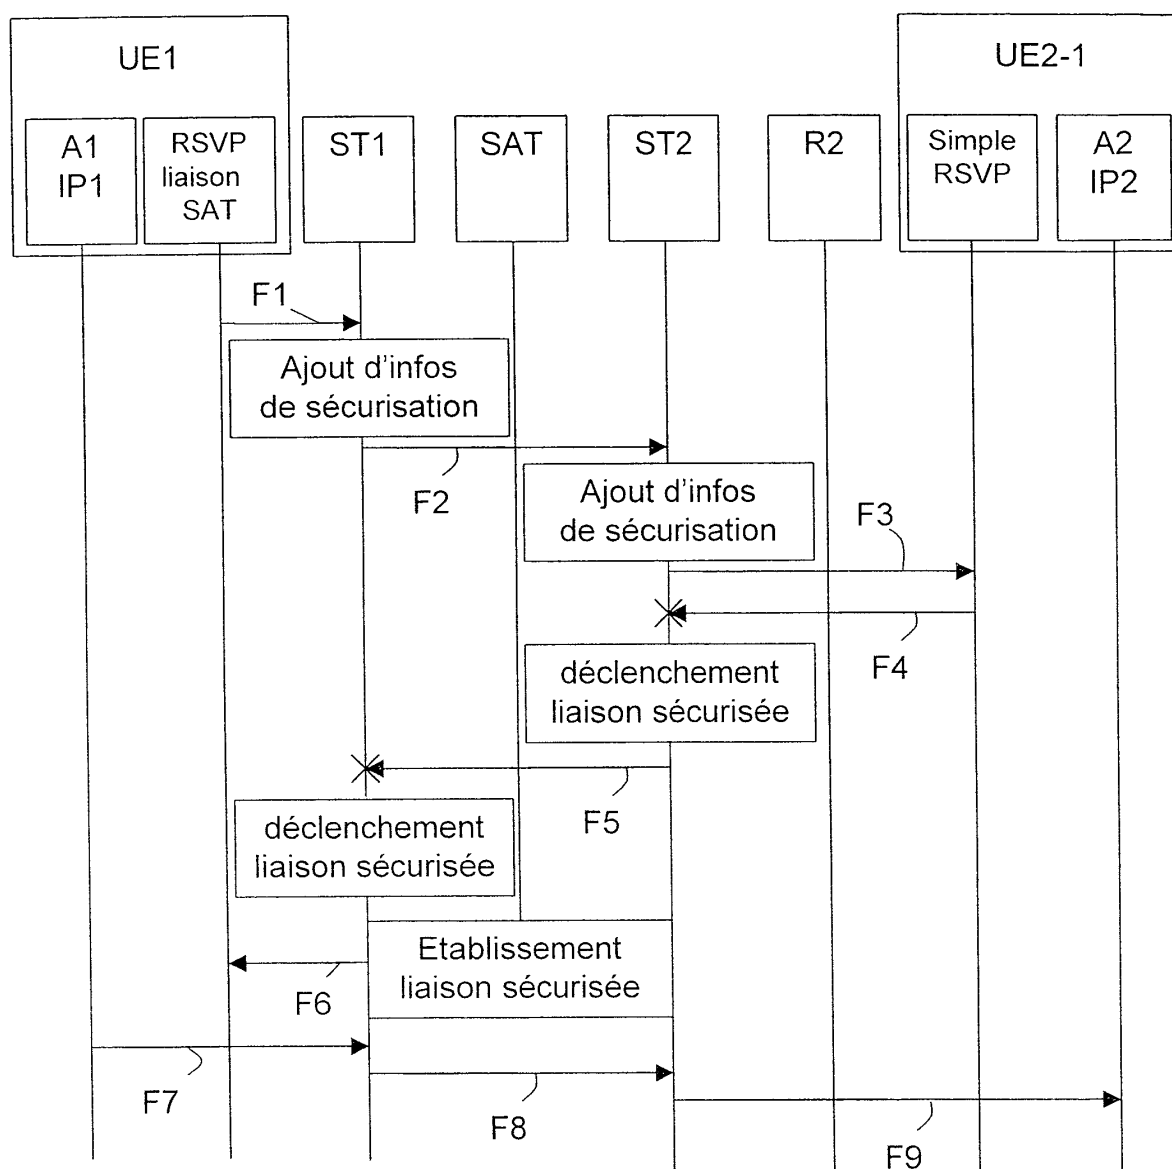 UE1
UE2-1
A1
IP1
RSVP
liaison
SAT
ST1
SAT
ST2
R2
Simple
RSVP
A2
IP2
F1
Ajout d'infos
de sécurisation
F2
Ajout d'infos
de sécurisation
F3
F4
déclenchement
liaison sécurisée
F5
déclenchement
liaison sécurisée
Etablissement
liaison sécurisée
F6
F7
F8
F9